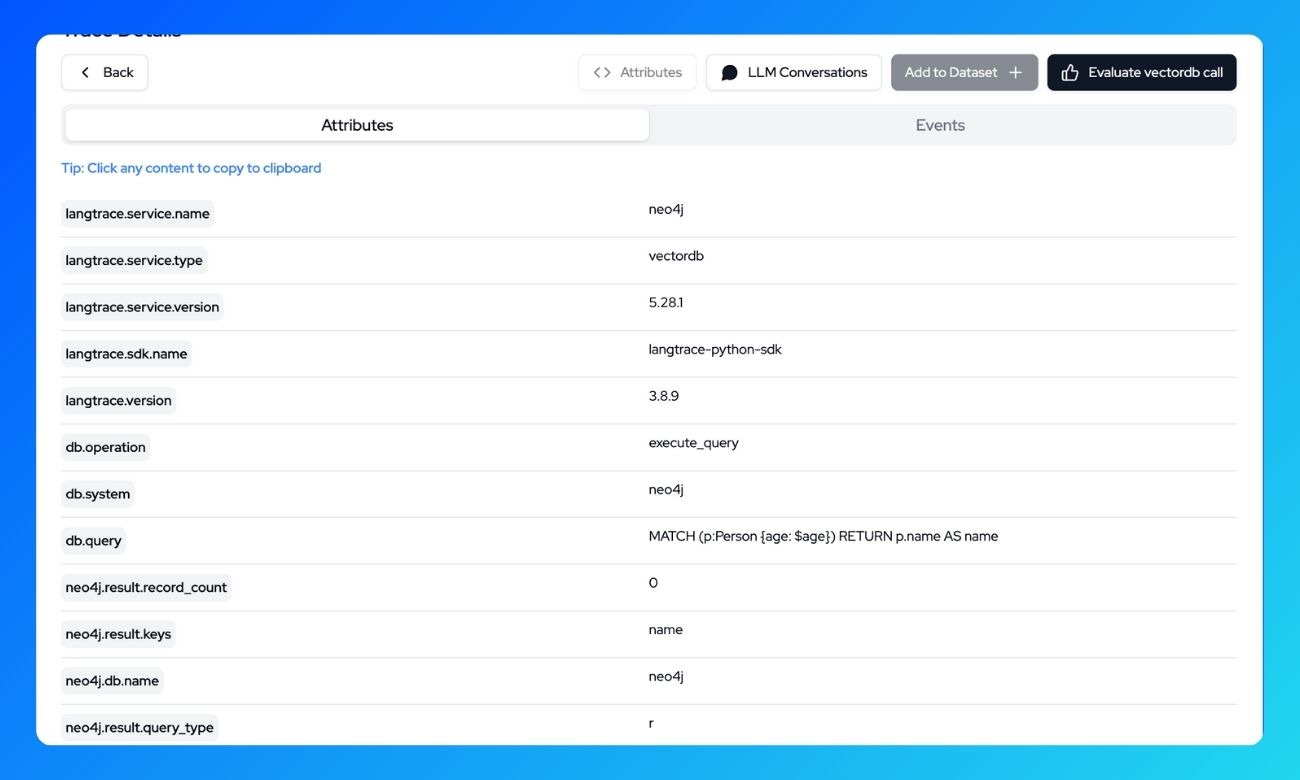 Trace Details
Back
Attributes
LLM Conversations
Add to Dataset +
Evaluate vectordb call
Attributes
Events
Tip: Click any content to copy to clipboard
langtrace.service.name neo4j
langtrace.service.type vectordb
langtrace.service.version 5.28.1
langtrace.sdk.name langtrace-python-sdk
langtrace.version 3.8.9
db.operation execute_query
db.system neo4j
db.query MATCH (p:Person {age: $age}) RETURN p.name AS name
neo4j.result.record_count 0
neo4j.result.keys name
neo4j.db.name neo4j
neo4j.result.query_type r